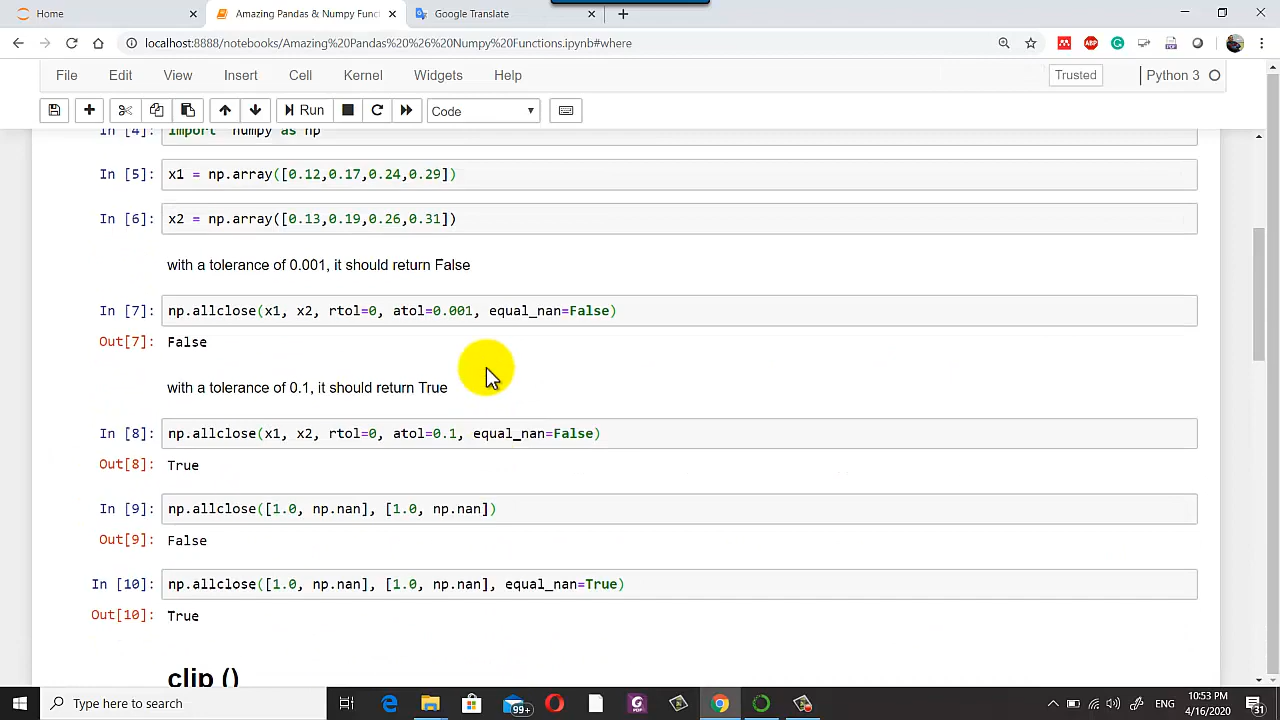 Home
Amazing Pandas & Numpy Func
Google Translate
localhost:8888/notebooks/Amazing%20Pandas%20%26%20Numpy%20Functions.ipynb#where
ABP
File Edit View Insert Cell Kernel Widgets Help Trusted Python 3
Run Code
In [4]: import numpy as np
In [5]: x1 = np.array([0.12,0.17,0.24,0.29])
In [6]: x2 = np.array([0.13,0.19,0.26,0.31])
with a tolerance of 0.001, it should return False
In [7]: np.allclose(x1, x2, rtol=0, atol=0.001, equal_nan=False)
Out[7]: False
with a tolerance of 0.1, it should return True
In [8]: np.allclose(x1, x2, rtol=0, atol=0.1, equal_nan=False)
Out[8]: True
In [9]: np.allclose([1.0, np.nan], [1.0, np.nan])
Out[9]: False
In [10]: np.allclose([1.0, np.nan], [1.0, np.nan], equal_nan=True)
Out[10]: True
clip ()
Type here to search
99+
ENG
10:53 PM
4/16/2020
31